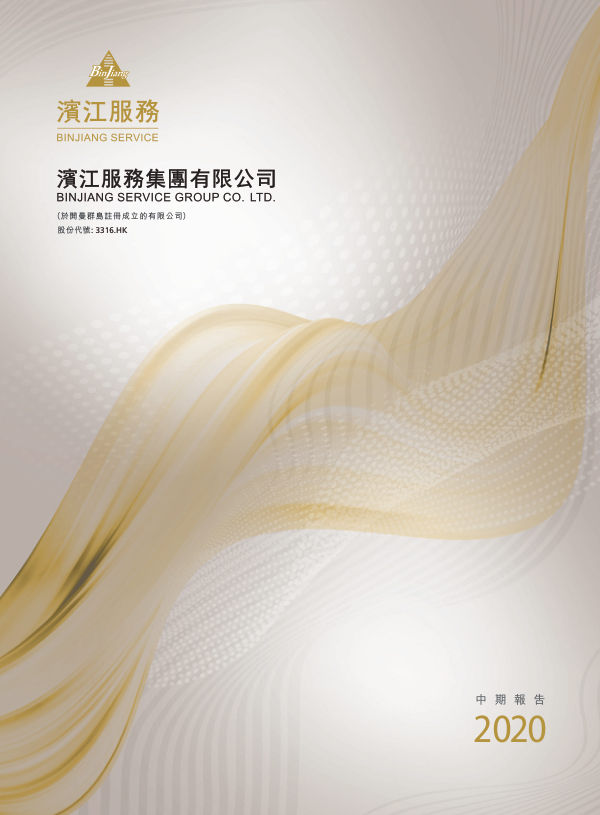 BinJiang
濱江服務
BINJIANG SERVICE
濱江服務集團有限公司
BINJIANG SERVICE GROUP CO. LTD.
(於開曼群島註冊成立的有限公司)
股份代號: 3316.HK
中期報告
2020